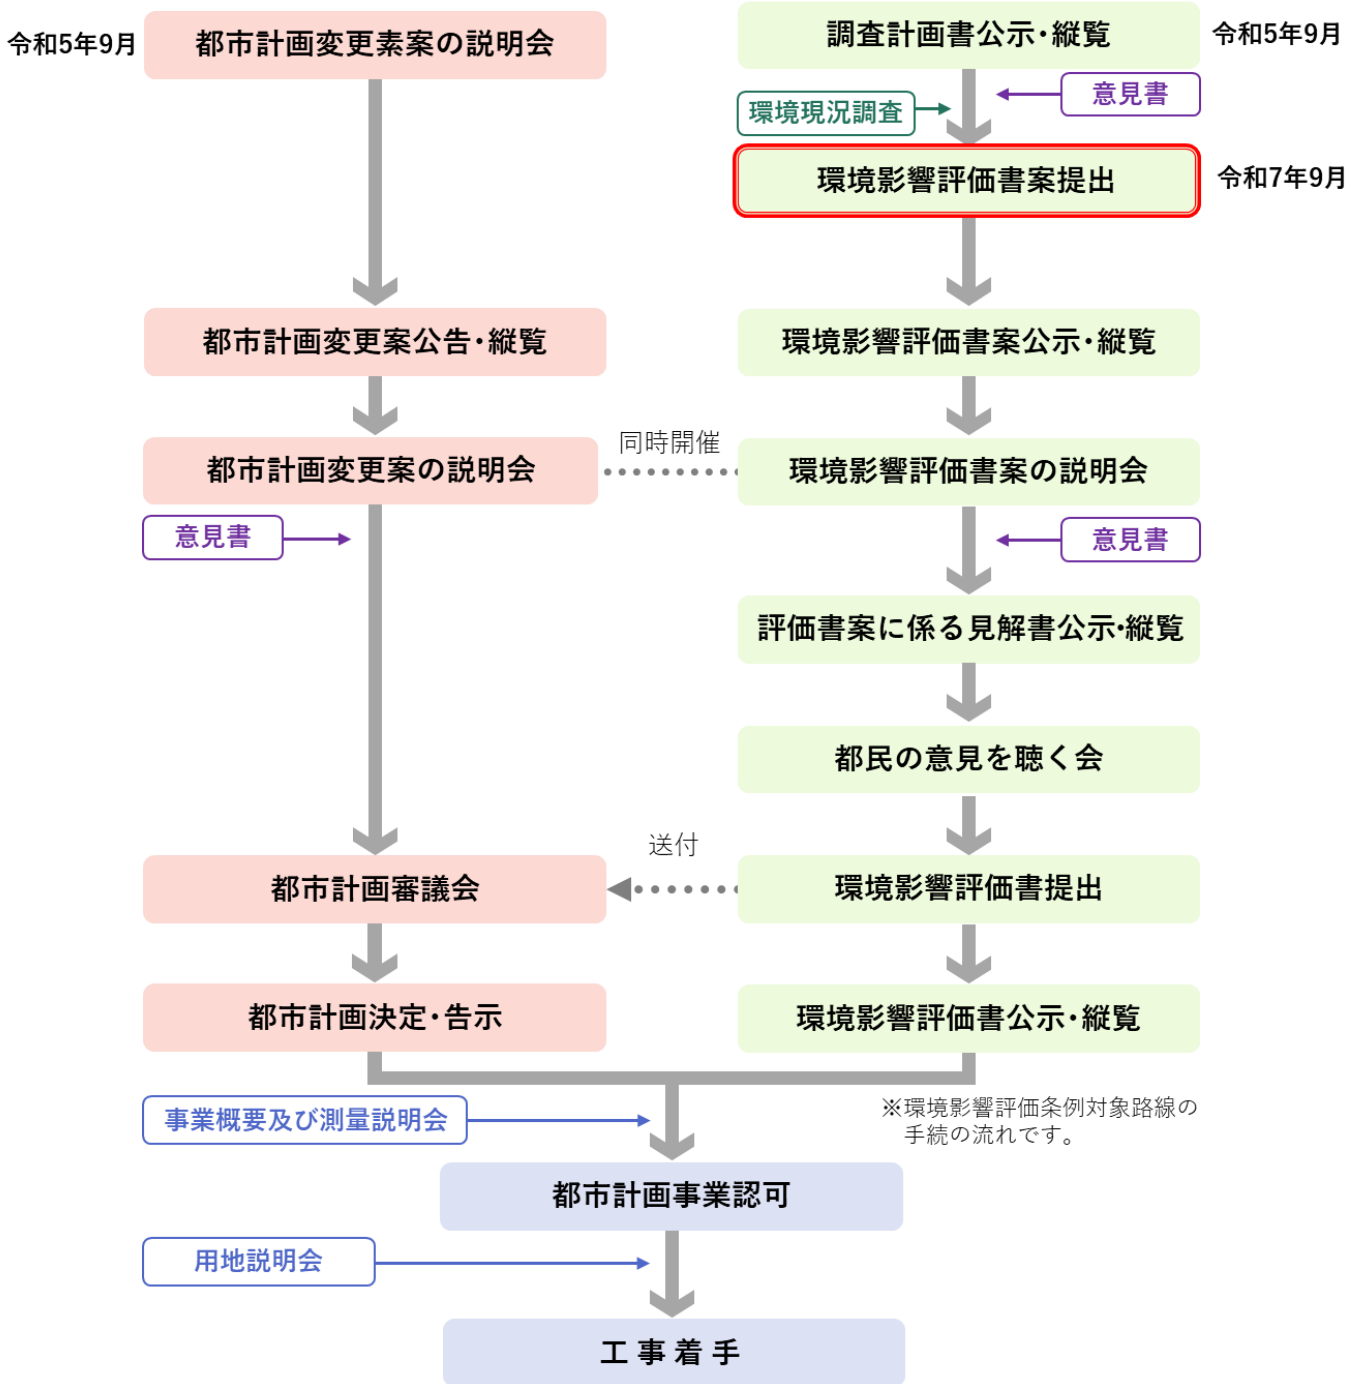 令和5年9月
都市計画変更素案の説明会
調査計画書公示・縦覧
令和5年9月
意見書
環境現況調査
環境影響評価書案提出
令和7年9月
都市計画変更案公告・縦覧
環境影響評価書案公示・縦覧
都市計画変更案の説明会
同時開催
環境影響評価書案の説明会
意見書
意見書
評価書案に係る見解書公示・縦覧
都民の意見を聴く会
都市計画審議会
送付
環境影響評価書提出
都市計画決定・告示
環境影響評価書公示・縦覧
事業概要及び測量説明会
※環境影響評価条例対象路線の
手続の流れです。
都市計画事業認可
用地説明会
工事着手